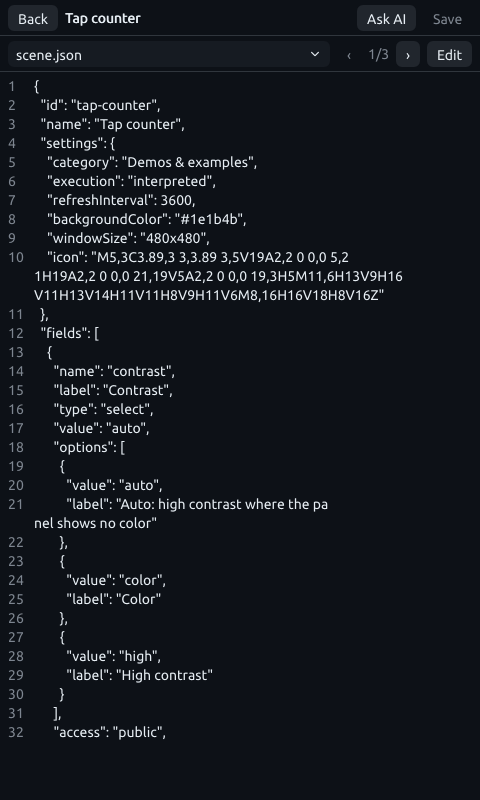 Back Tap counter Ask AI Save
scene.json ‹ 1/3 › Edit
1 {
2 "id": "tap-counter",
3 "name": "Tap counter",
4 "settings": {
5 "category": "Demos & examples",
6 "execution": "interpreted",
7 "refreshInterval": 3600,
8 "backgroundColor": "#1e1b4b",
9 "windowSize": "480x480",
10 "icon": "M5,3C3.89,3 3,3.89 3,5V19A2,2 0 0,0 5,2
1H19A2,2 0 0,0 21,19V5A2,2 0 0,0 19,3H5M11,6H13V9H16
V11H13V14H11V11H8V9H11V6M8,16H16V18H8V16Z"
11 },
12 "fields": [
13 {
14 "name": "contrast",
15 "label": "Contrast",
16 "type": "select",
17 "value": "auto",
18 "options": [
19 {
20 "value": "auto",
21 "label": "Auto: high contrast where the pa
nel shows no color"
22 },
23 {
24 "value": "color",
25 "label": "Color"
26 },
27 {
28 "value": "high",
29 "label": "High contrast"
30 }
31 ],
32 "access": "public",